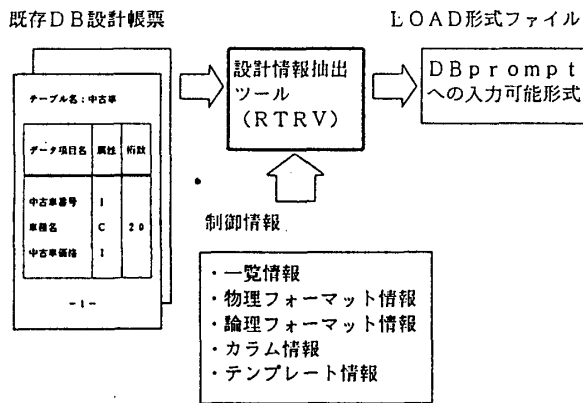 既存DB設計帳票
LOAD形式ファイル
テーブル名:中古車
データ項目名 属性 桁数
中古車番号 I
車種名 C 20
中古車価格 I
-1-
設計情報抽出
ツール
(RTRV)
DBprompt
への入力可能形式
制御情報
・一覧情報
・物理フォーマット情報
・論理フォーマット情報
・カラム情報
・テンプレート情報